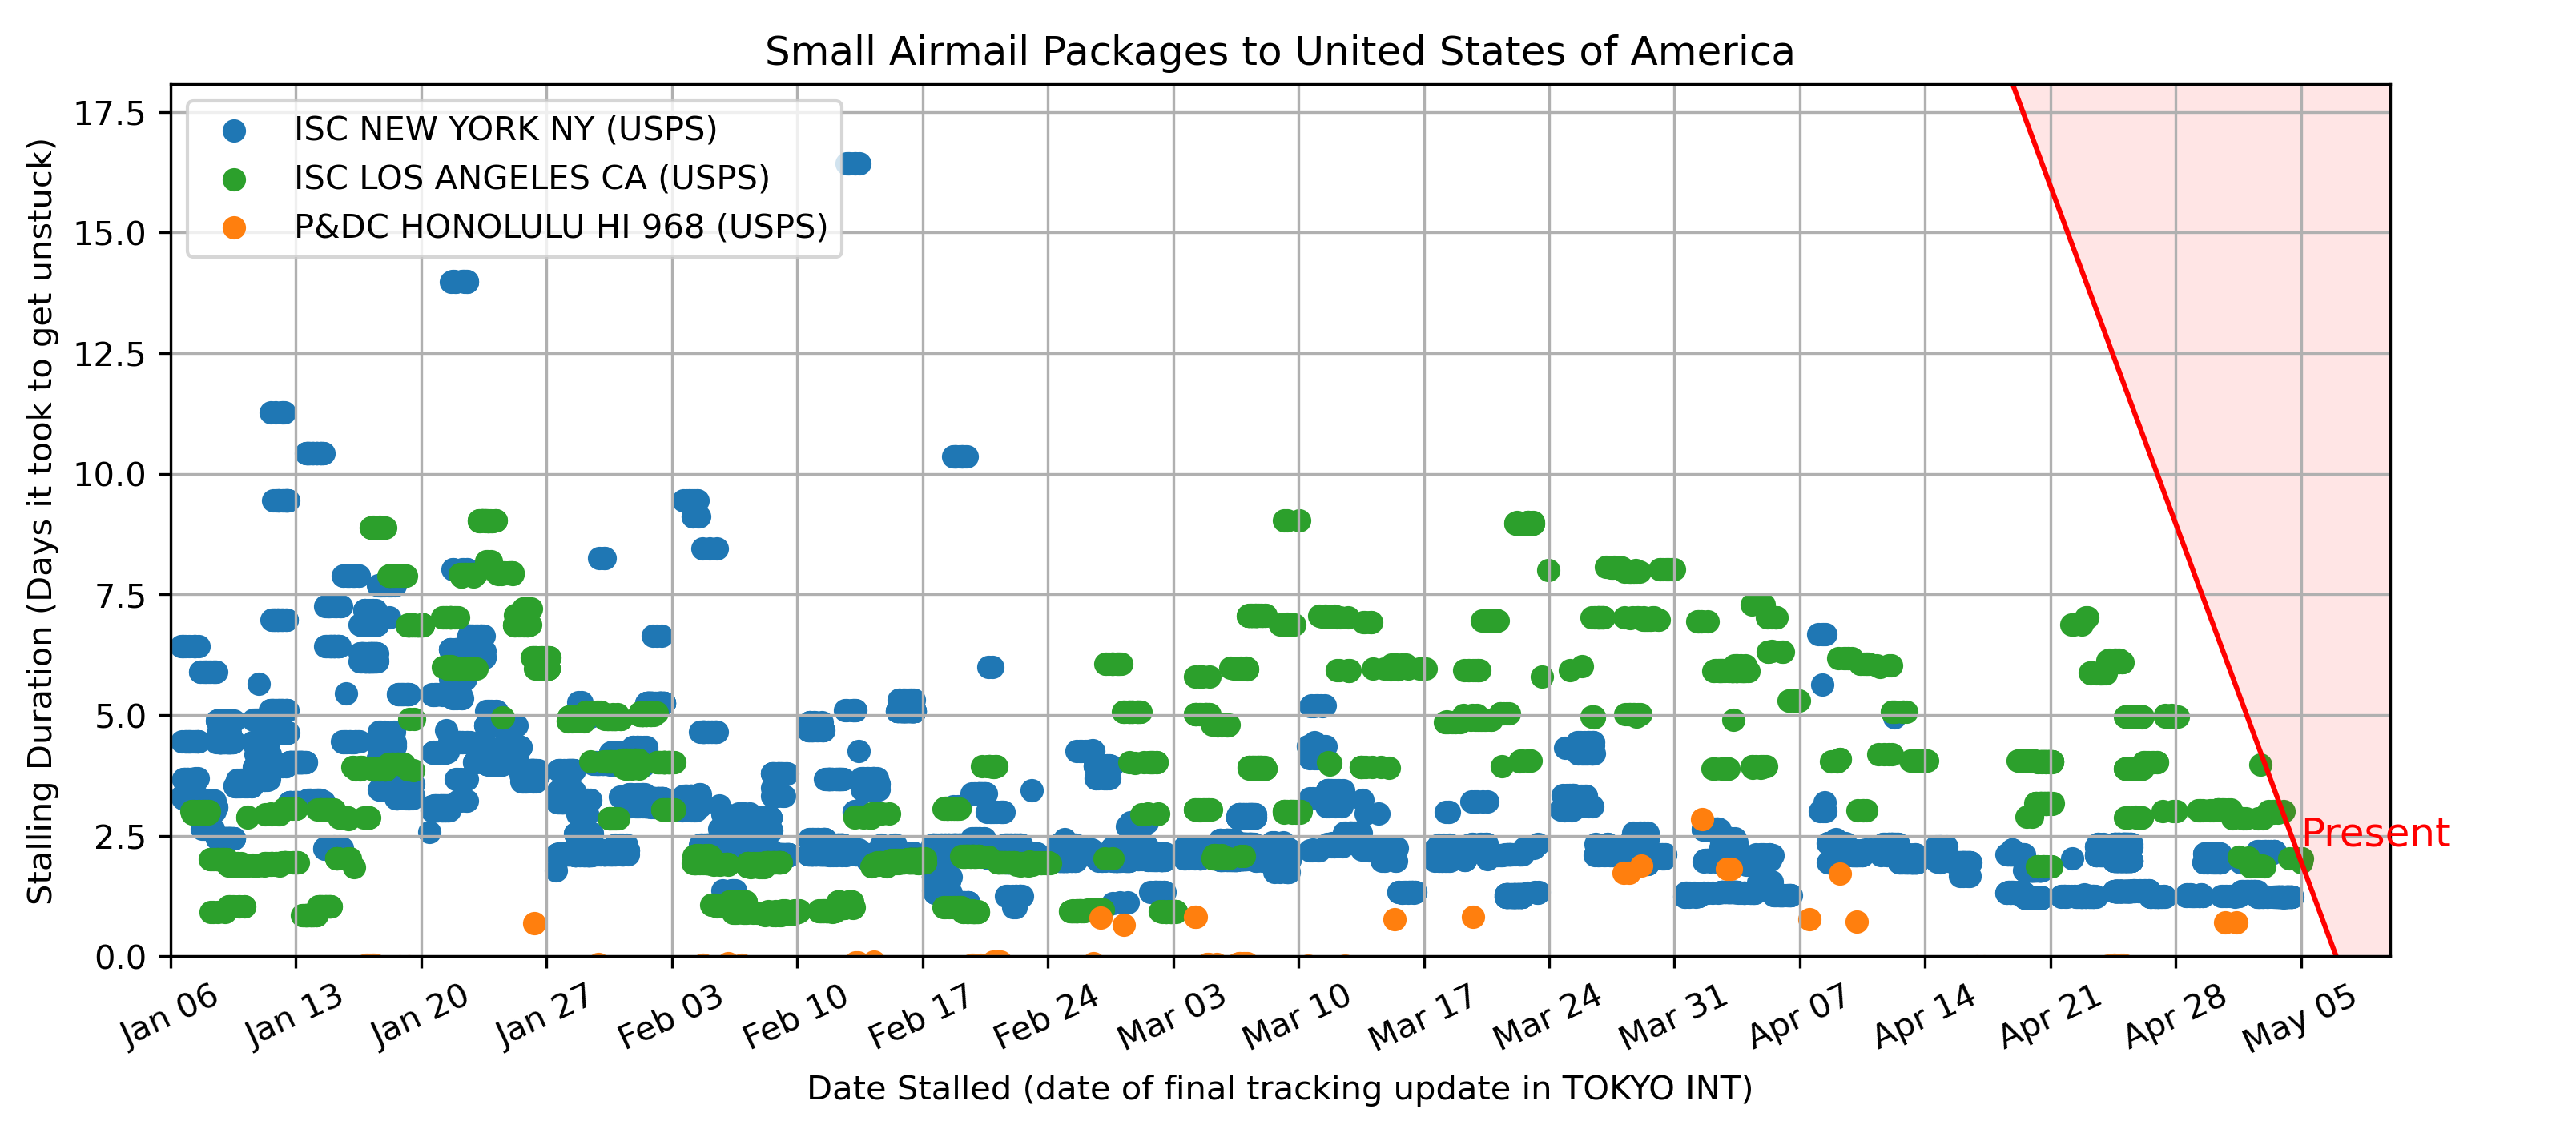 Small Airmail Packages to United States of America
ISC NEW YORK NY (USPS)
ISC LOS ANGELES CA (USPS)
P&DC HONOLULU HI 968 (USPS)
Stalling Duration (Days it took to get unstuck)
17.5
15.0
12.5
10.0
7.5
5.0
2.5
0.0
Present
Jan 06
Jan 13
Jan 20
Jan 27
Feb 03
Feb 10
Feb 17
Feb 24
Mar 03
Mar 10
Mar 17
Mar 24
Mar 31
Apr 07
Apr 14
Apr 21
Apr 28
May 05
Date Stalled (date of final tracking update in TOKYO INT)